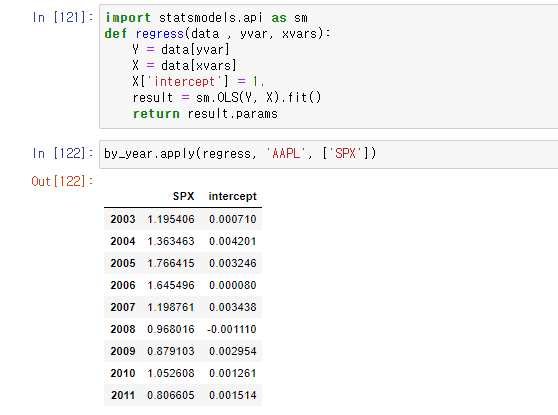 In [121]: import statsmodels.api as sm
def regress(data , yvar, xvars):
    Y = data[yvar]
    X = data[xvars]
    X['intercept'] = 1.
    result = sm.OLS(Y, X).fit()
    return result.params
In [122]: by_year.apply(regress, 'AAPL', ['SPX'])
Out[122]:
SPX intercept
2003 1.195406 0.000710
2004 1.363463 0.004201
2005 1.766415 0.003246
2006 1.645496 0.000080
2007 1.198761 0.003438
2008 0.968016 -0.001110
2009 0.879103 0.002954
2010 1.052608 0.001261
2011 0.806605 0.001514